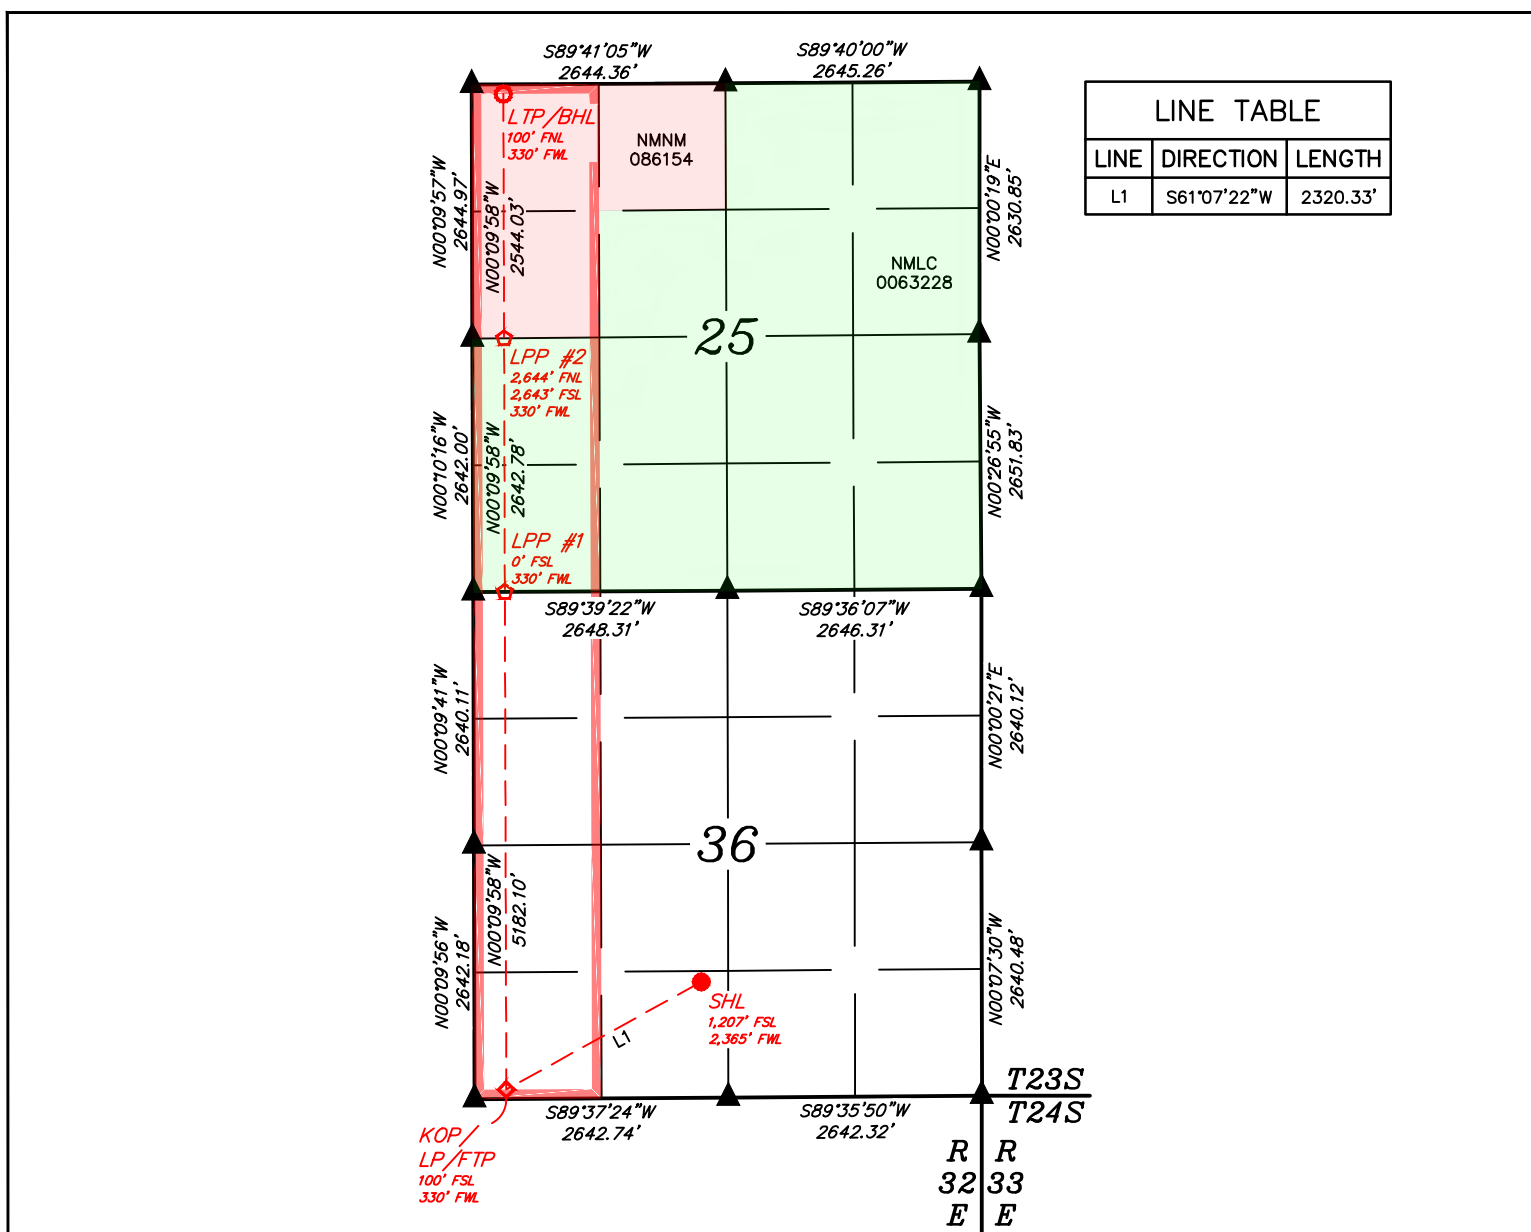 S89°41'05"W
2644.36'
S89°40'00"W
2645.26'
LINE TABLE
LINE DIRECTION LENGTH
L1 S61°07'22"W 2320.33'
LTP/BHL
100' FNL
330' FWL
NMNM
086154
N00°09'57"W
2644.97'
N00°09'58"W
2544.03'
N00°00'19"E
2630.85'
NMLC
0063228
25
LPP #2
2,644' FNL
2,643' FSL
330' FWL
N00°10'16"W
2642.00'
N00°09'58"W
2642.78'
N00°26'55"W
2651.83'
LPP #1
0' FSL
330' FWL
S89°39'22"W
2648.31'
S89°36'07"W
2646.31'
N00°09'41"W
2640.11'
N00°00'21"E
2640.12'
36
N00°09'58"W
5182.10'
N00°09'56"W
2642.18'
N00°07'30"W
2640.48'
SHL
1,207' FSL
2,365' FWL
L1
T23S
T24S
S89°37'24"W
2642.74'
S89°35'50"W
2642.32'
KOP/
LP/FTP
100' FSL
330' FWL
R R
32 33
E E